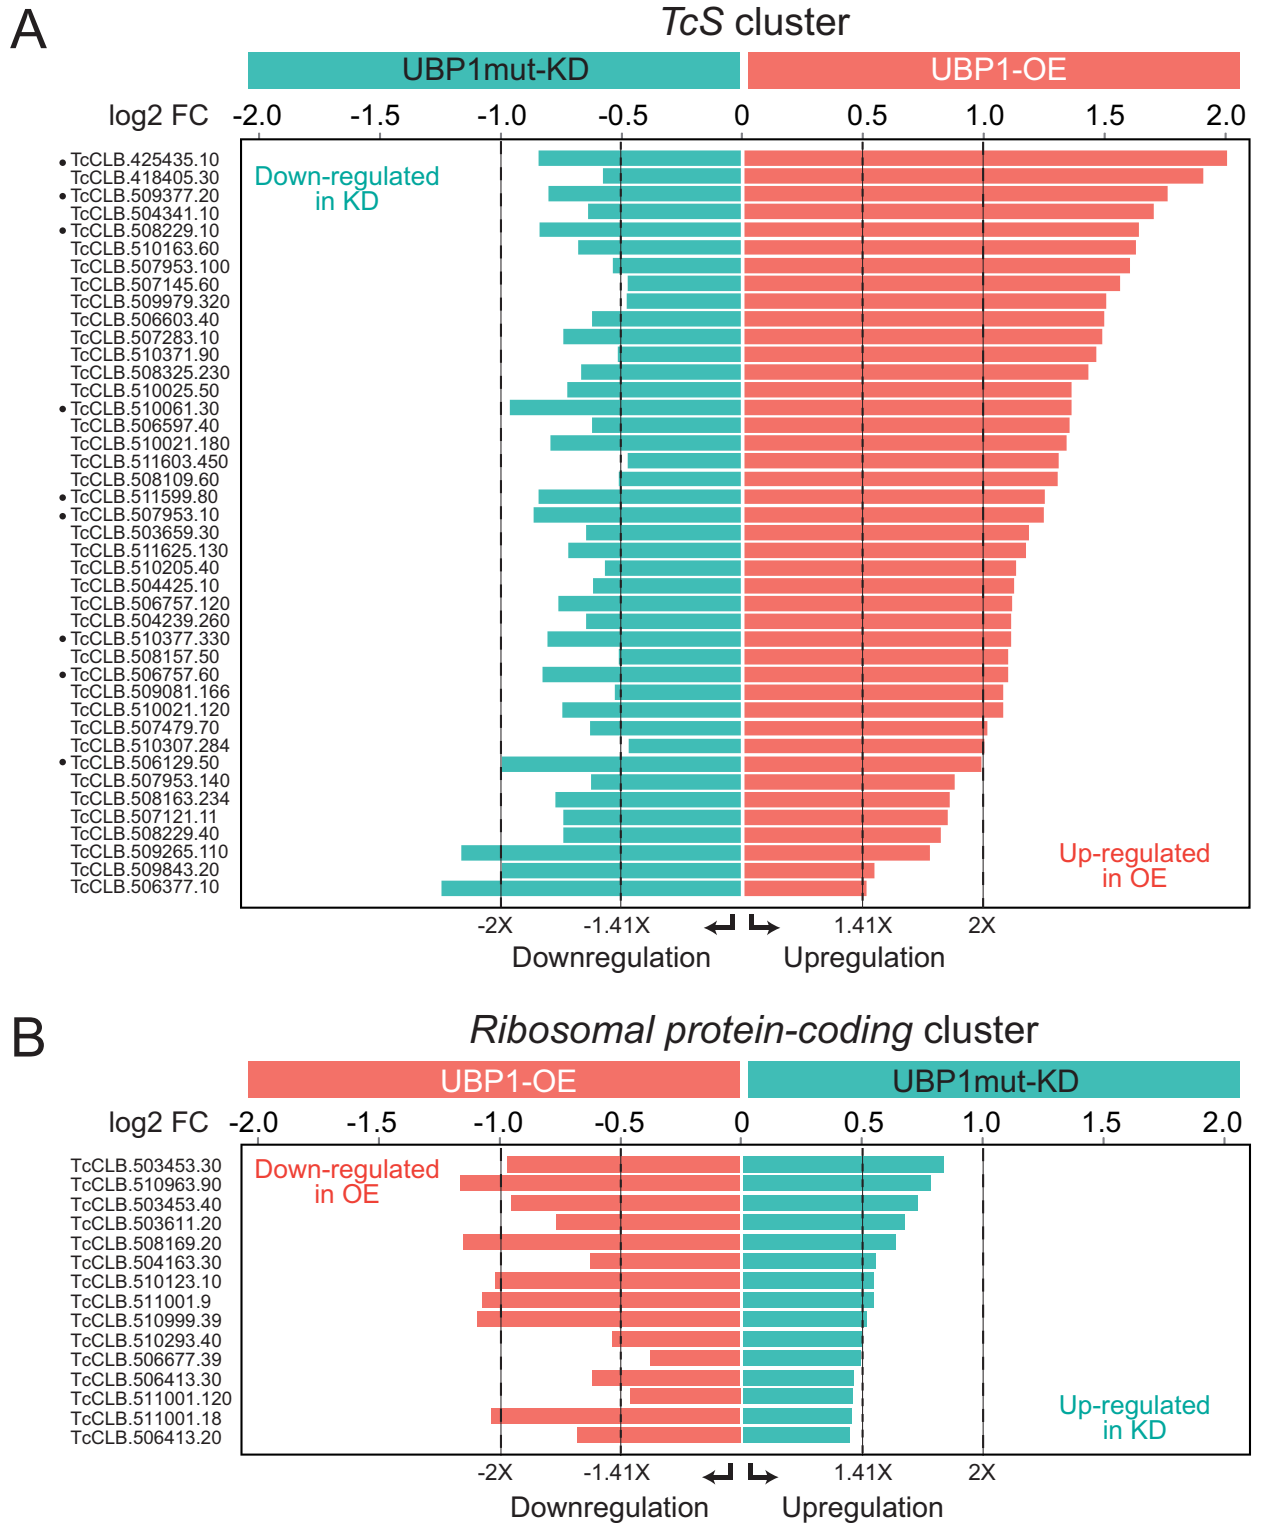 A
TcS cluster
UBP1mut-KD UBP1-OE
log2 FC -2.0 -1.5 -1.0 -0.5 0 0.5 1.0 1.5 2.0
Down-regulated
in KD
• TcCLB.425435.10
TcCLB.418405.30
• TcCLB.509377.20
TcCLB.504341.10
• TcCLB.508229.10
TcCLB.510163.60
TcCLB.507953.100
TcCLB.507145.60
TcCLB.509979.320
TcCLB.506603.40
TcCLB.507283.10
TcCLB.510371.90
TcCLB.508325.230
TcCLB.510025.50
• TcCLB.510061.30
TcCLB.506597.40
TcCLB.510021.180
TcCLB.511603.450
TcCLB.508109.60
• TcCLB.511599.80
• TcCLB.507953.10
TcCLB.503659.30
TcCLB.511625.130
TcCLB.510205.40
TcCLB.504425.10
TcCLB.506757.120
TcCLB.504239.260
• TcCLB.510377.330
TcCLB.508157.50
• TcCLB.506757.60
TcCLB.509081.166
TcCLB.510021.120
TcCLB.507479.70
TcCLB.510307.284
• TcCLB.506129.50
TcCLB.507953.140
TcCLB.508163.234
TcCLB.507121.11
TcCLB.508229.40
TcCLB.509265.110
TcCLB.509843.20
TcCLB.506377.10
Up-regulated
in OE
-2X -1.41X 1.41X 2X
Downregulation Upregulation
B
Ribosomal protein-coding cluster
UBP1-OE UBP1mut-KD
log2 FC -2.0 -1.5 -1.0 -0.5 0 0.5 1.0 1.5 2.0
Down-regulated
in OE
TcCLB.503453.30
TcCLB.510963.90
TcCLB.503453.40
TcCLB.503611.20
TcCLB.508169.20
TcCLB.504163.30
TcCLB.510123.10
TcCLB.511001.9
TcCLB.510999.39
TcCLB.510293.40
TcCLB.506677.39
TcCLB.506413.30
TcCLB.511001.120
TcCLB.511001.18
TcCLB.506413.20
Up-regulated
in KD
-2X -1.41X 1.41X 2X
Downregulation Upregulation